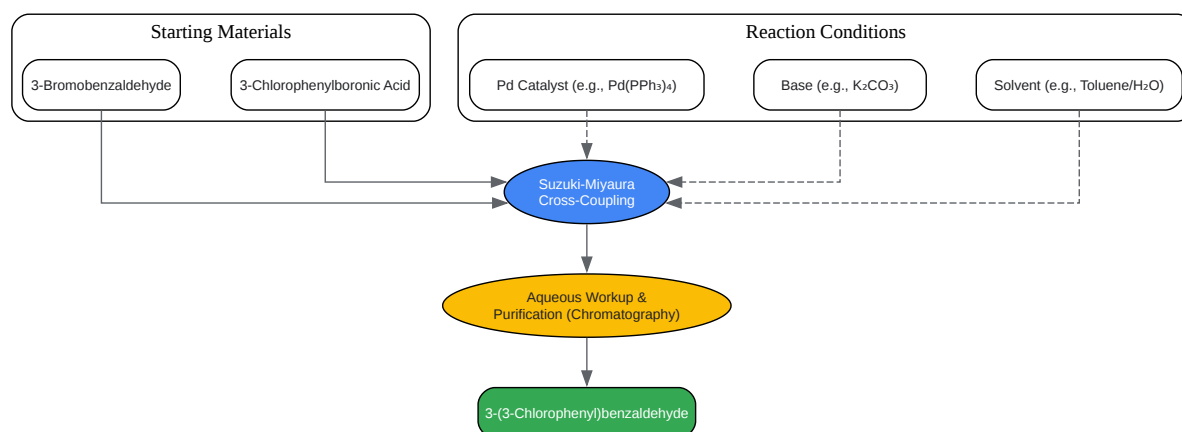 Starting Materials
Reaction Conditions
3-Bromobenzaldehyde
3-Chlorophenylboronic Acid
Pd Catalyst (e.g., Pd(PPh₃)₄)
Base (e.g., K₂CO₃)
Solvent (e.g., Toluene/H₂O)
Suzuki-Miyaura
Cross-Coupling
Aqueous Workup &
Purification (Chromatography)
3-(3-Chlorophenyl)benzaldehyde